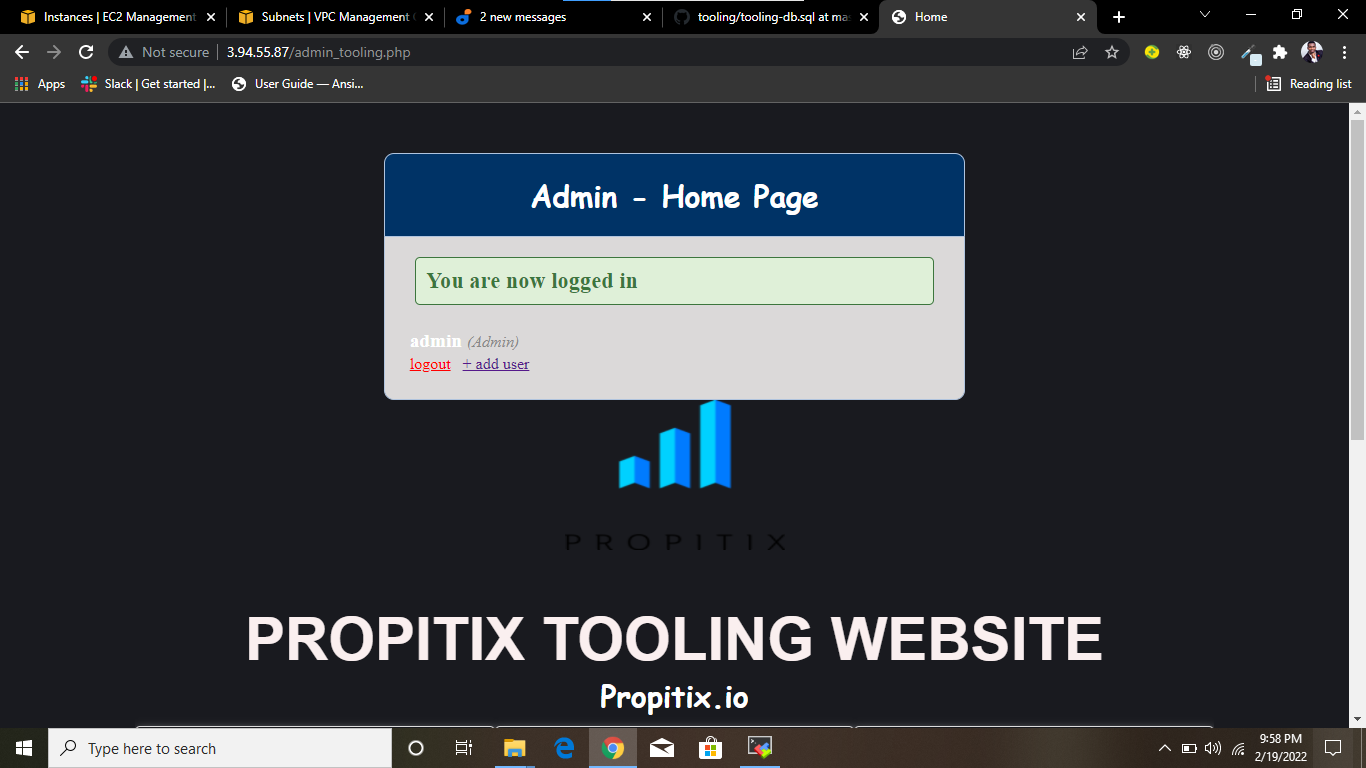 Instances | EC2 Management
Subnets | VPC Management
2 new messages
tooling/tooling-db.sql at ma
Home
Not secure
3.94.55.87/admin_tooling.php
Apps
Slack | Get started |...
User Guide — Ansi...
Reading list
Admin - Home Page
You are now logged in
admin (Admin)
logout + add user
PROPITIX
PROPITIX TOOLING WEBSITE
Propitix.io
Type here to search
9:58 PM
2/19/2022